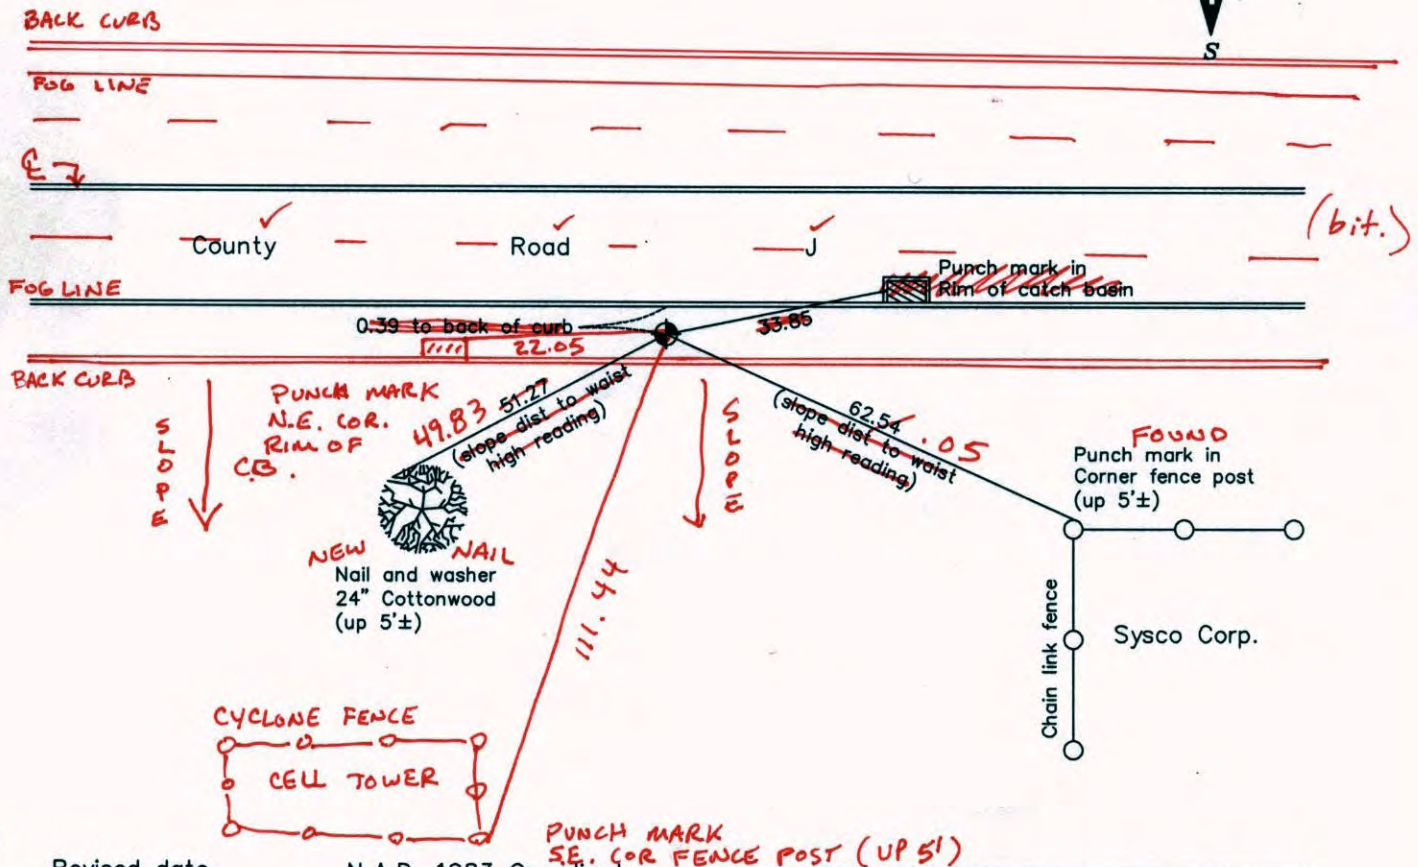 BACK CURB
S
FOG LINE
℄
(bit.)
County Road J
Punch mark in
Rim of catch basin
FOG LINE
0.39 to back of curb
33.85
22.05
BACK CURB
SLOPE
PUNCH MARK
N.E. COR.
RIM OF
C.B.
49.83 51.27
(slope dist to waist
high reading)
SLOPE
62.54 .05
(slope dist to waist
high reading)
FOUND
Punch mark in
Corner fence post
(up 5'±)
NEW NAIL
Nail and washer
24" Cottonwood
(up 5'±)
111.44
Chain link fence
Sysco Corp.
CYCLONE FENCE
CELL TOWER
PUNCH MARK
S.E. COR FENCE POST (UP 5')
Revised date
N.A.D. 1983